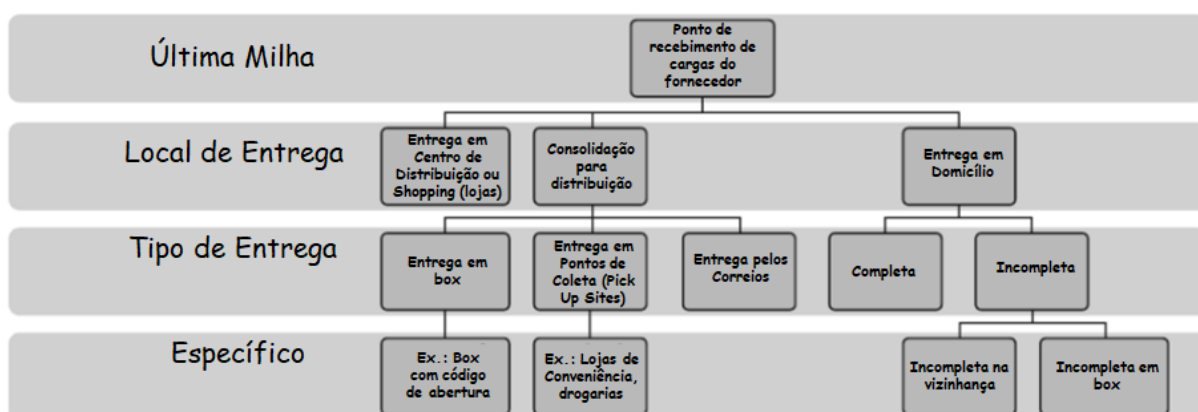 Última Milha
Ponto de
recebimento de
cargas do
fornecedor
Local de Entrega
Entrega em
Centro de
Distribuição ou
Shopping (lojas)
Consolidação
para
distribuição
Entrega em
Domicílio
Tipo de Entrega
Entrega em
box
Entrega em
Pontos de
Coleta (Pick
Up Sites)
Entrega pelos
Correios
Completa
Incompleta
Específico
Ex.: Box
com código
de abertura
Ex.: Lojas de
Conveniência,
drogarias
Incompleta na
vizinhança
Incompleta em
box